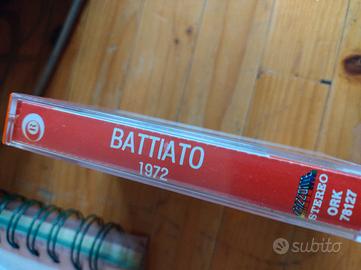 R
BATTIATO
1972
STEREO
ORK
78127
subito